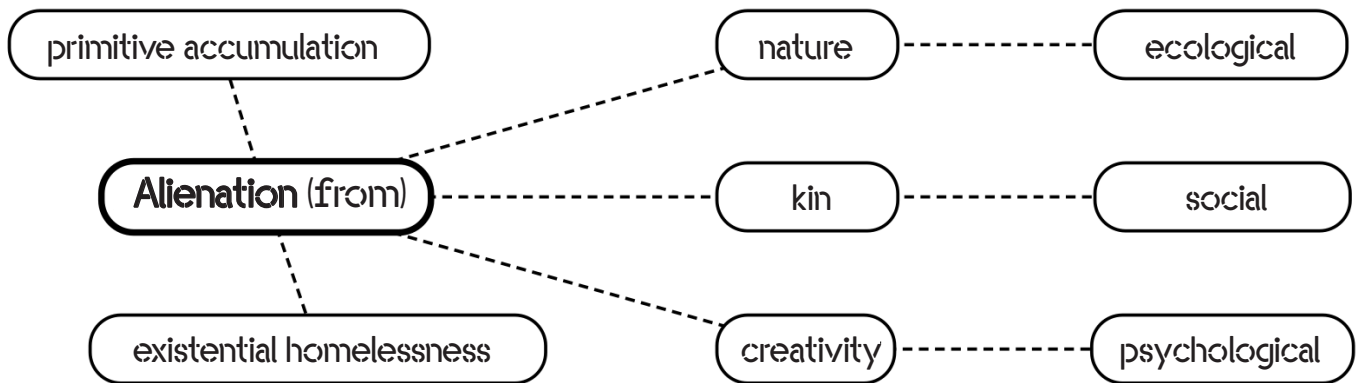 primitive accumulation
nature
ecological
Alienation (from)
kin
social
existential homelessness
creativity
psychological